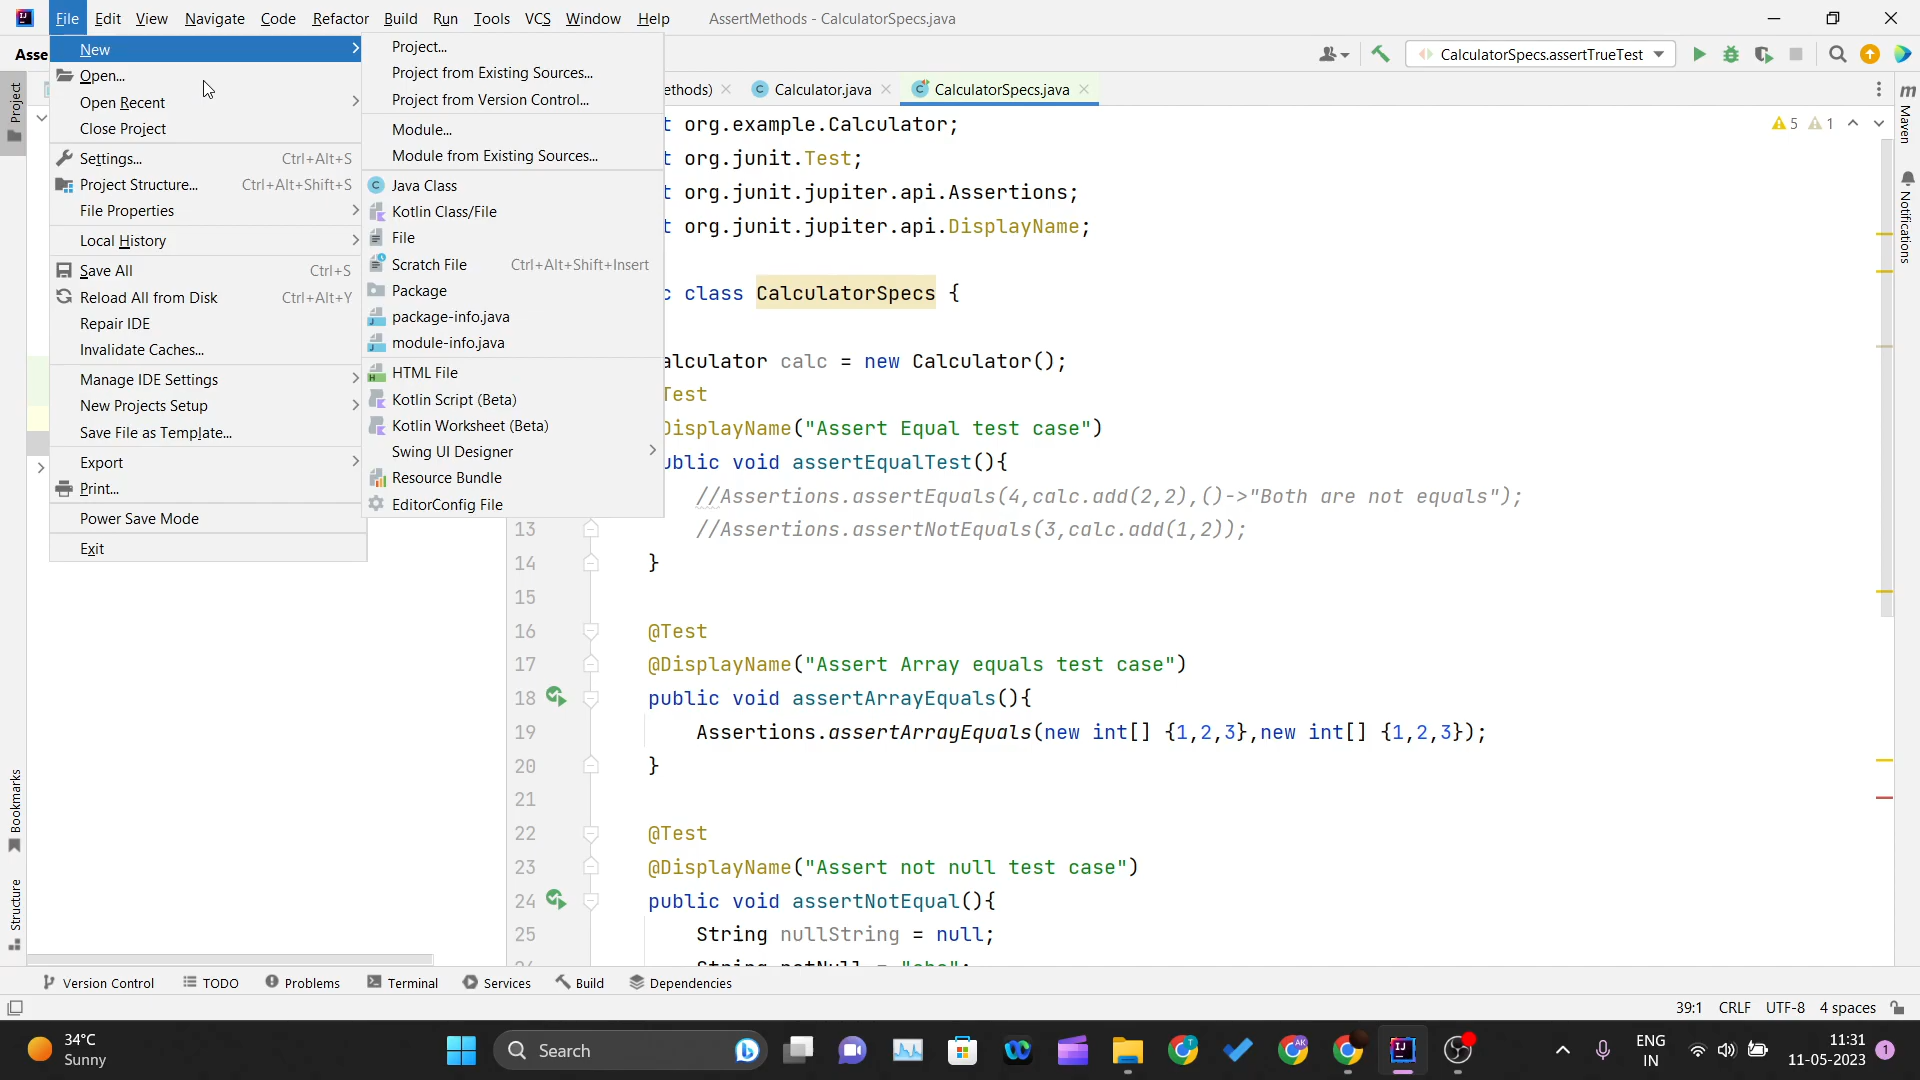 File Edit View Navigate Code Refactor Build Run Tools VCS Window Help AssertMethods - CalculatorSpecs.java
Asse
CalculatorSpecs.assertTrueTest
New
Open...
Open Recent
Close Project
Settings... Ctrl+Alt+S
Project Structure... Ctrl+Alt+Shift+S
File Properties
Local History
Save All Ctrl+S
Reload All from Disk Ctrl+Alt+Y
Repair IDE
Invalidate Caches...
Manage IDE Settings
New Projects Setup
Save File as Template...
Export
Print...
Power Save Mode
Exit
Project...
Project from Existing Sources...
Project from Version Control...
Module...
Module from Existing Sources...
Java Class
Kotlin Class/File
File
Scratch File Ctrl+Alt+Shift+Insert
Package
package-info.java
module-info.java
HTML File
Kotlin Script (Beta)
Kotlin Worksheet (Beta)
Swing UI Designer
Resource Bundle
EditorConfig File
ethods) Calculator.java CalculatorSpecs.java
5 1
t org.example.Calculator;
t org.junit.Test;
t org.junit.jupiter.api.Assertions;
t org.junit.jupiter.api.DisplayName;
c class CalculatorSpecs {
alculator calc = new Calculator();
Test
DisplayName("Assert Equal test case")
ublic void assertEqualTest(){
//Assertions.assertEquals(4,calc.add(2,2),()->"Both are not equals");
13 //Assertions.assertNotEquals(3,calc.add(1,2));
14 }
15
16 @Test
17 @DisplayName("Assert Array equals test case")
18 public void assertArrayEquals(){
19 Assertions.assertArrayEquals(new int[] {1,2,3},new int[] {1,2,3});
20 }
21
22 @Test
23 @DisplayName("Assert not null test case")
24 public void assertNotEqual(){
25 String nullString = null;
Project
Bookmarks
Structure
Maven
Notifications
Version Control TODO Problems Terminal Services Build Dependencies
39:1 CRLF UTF-8 4 spaces
34°C
Sunny
Search
ENG
IN
11:31
11-05-2023
1